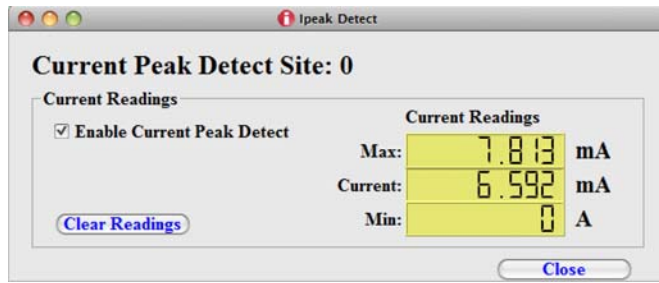 Ipeak Detect
Current Peak Detect Site: 0
Current Readings
Enable Current Peak Detect
Current Readings
Max: 7.813 mA
Current: 6.592 mA
Min: 0 A
Clear Readings
Close